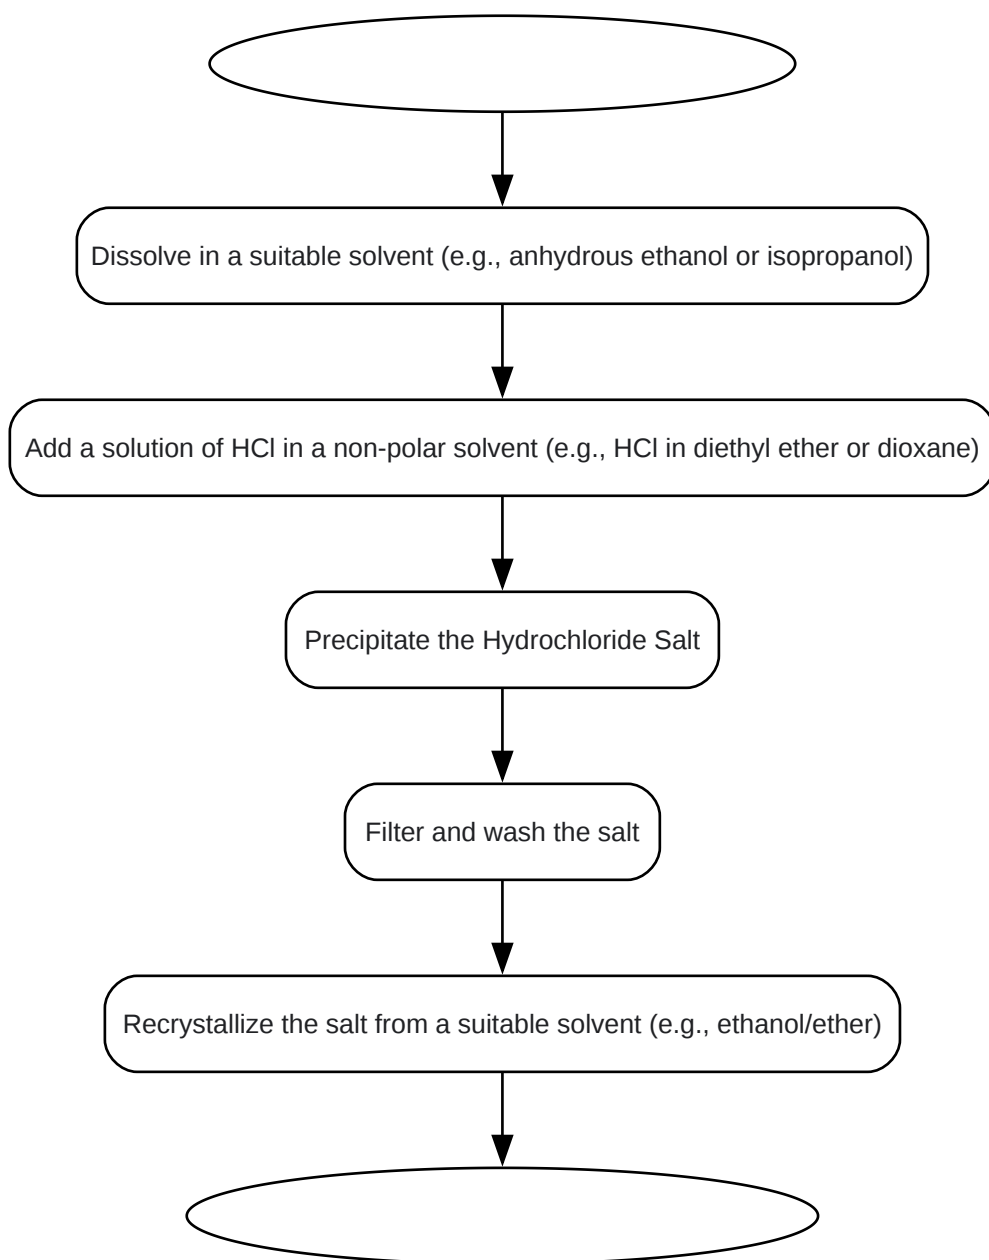 Dissolve in a suitable solvent (e.g., anhydrous ethanol or isopropanol)
Add a solution of HCl in a non-polar solvent (e.g., HCl in diethyl ether or dioxane)
Precipitate the Hydrochloride Salt
Filter and wash the salt
Recrystallize the salt from a suitable solvent (e.g., ethanol/ether)